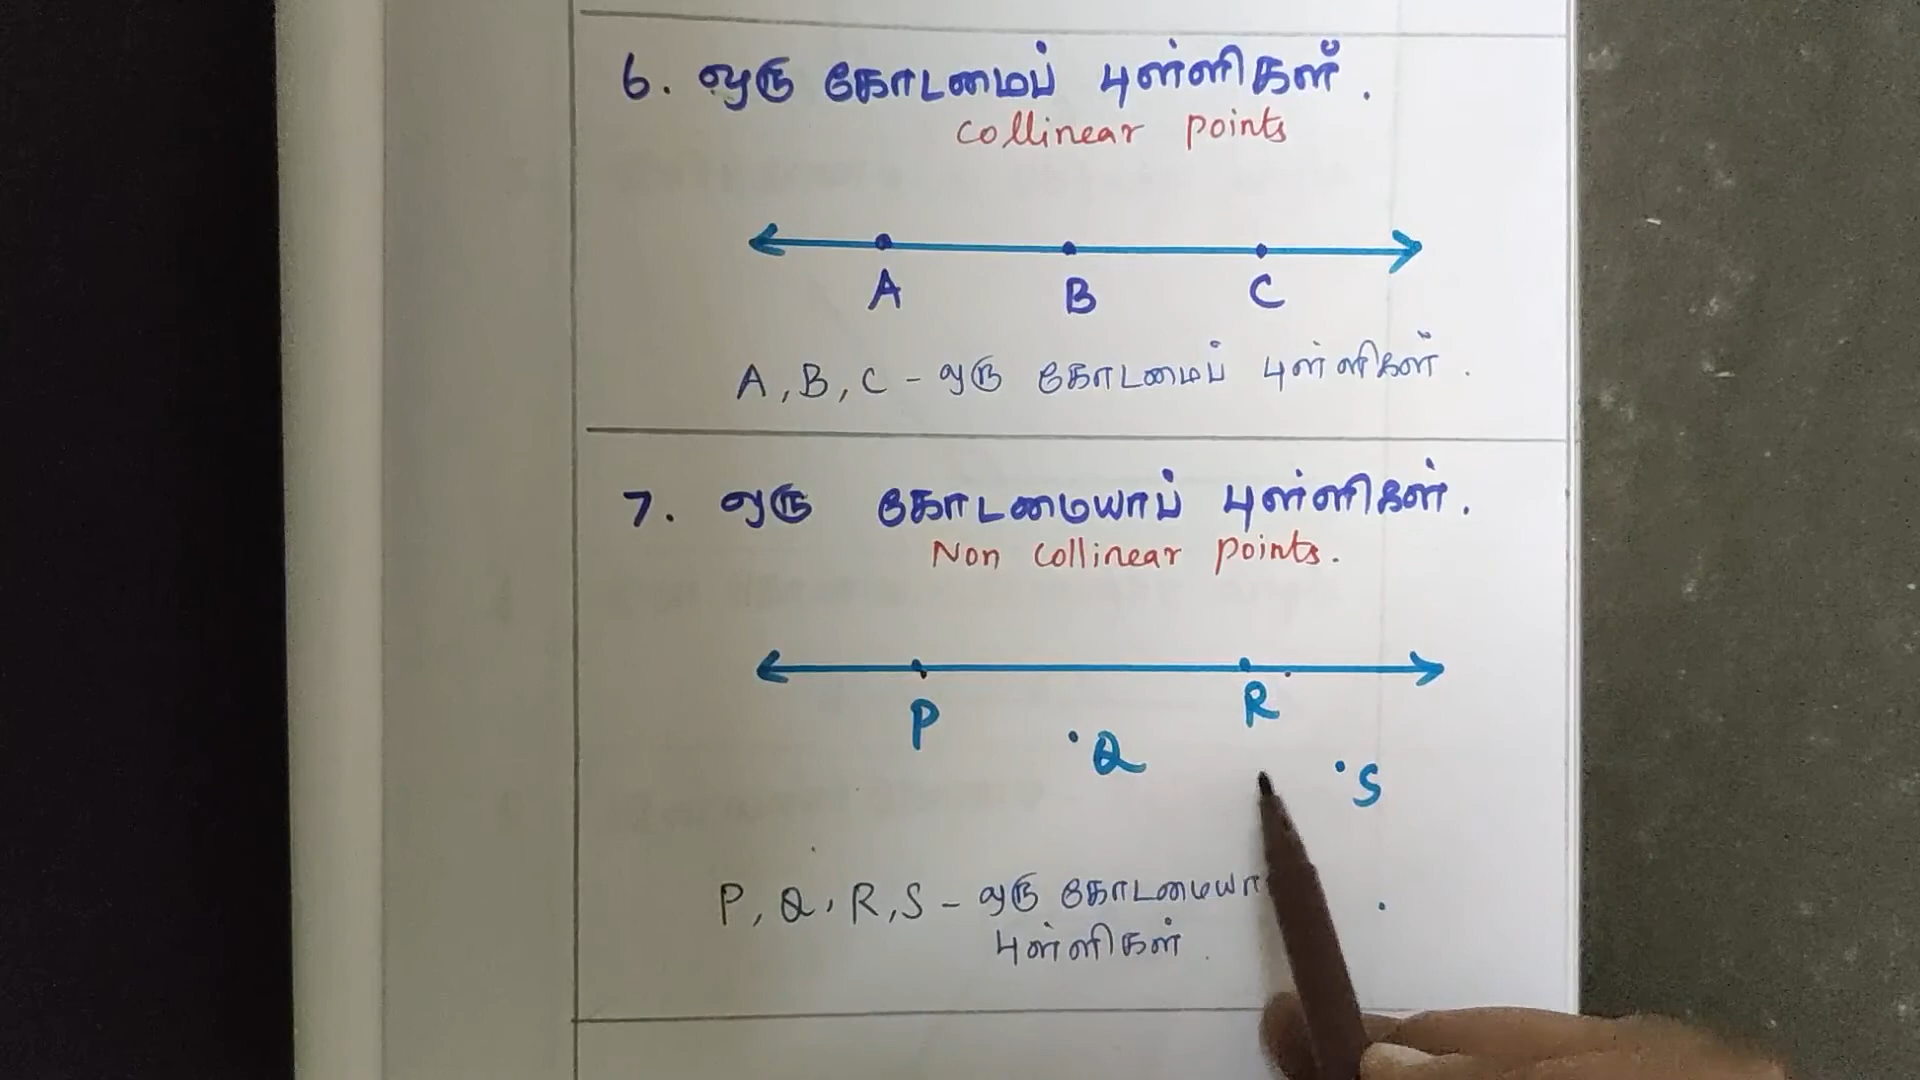 6. ஒரு கோடமைப் புள்ளிகள்.
Collinear points
A B C
A, B, C - ஒரு கோடமைப் புள்ளிகள்.
7. ஒரு கோடமையாப் புள்ளிகள்.
Non collinear points.
P R
Q S
P, Q, R, S - ஒரு கோடமையா
புள்ளிகள்.